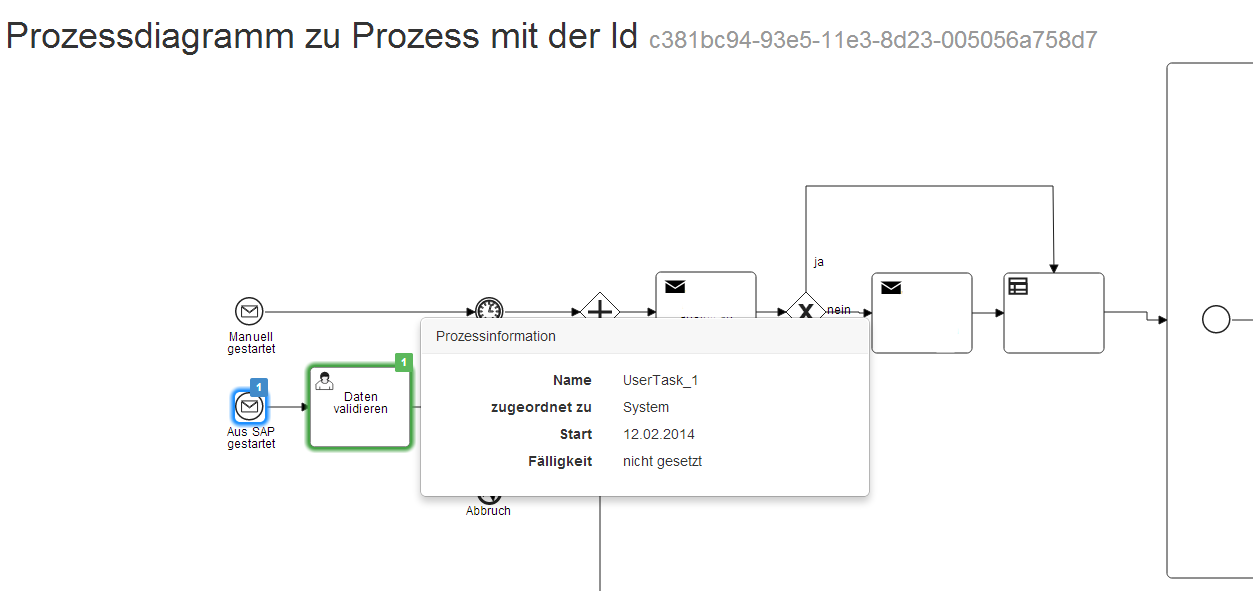 Prozessdiagramm zu Prozess mit der Id c381bc94-93e5-11e3-8d23-005056a758d7
ja
nein
Manuell
gestartet
Prozessinformation
Name UserTask_1
zugeordnet zu System
Start 12.02.2014
Fälligkeit nicht gesetzt
1
Daten
validieren
1
Aus SAP
gestartet
Abbruch